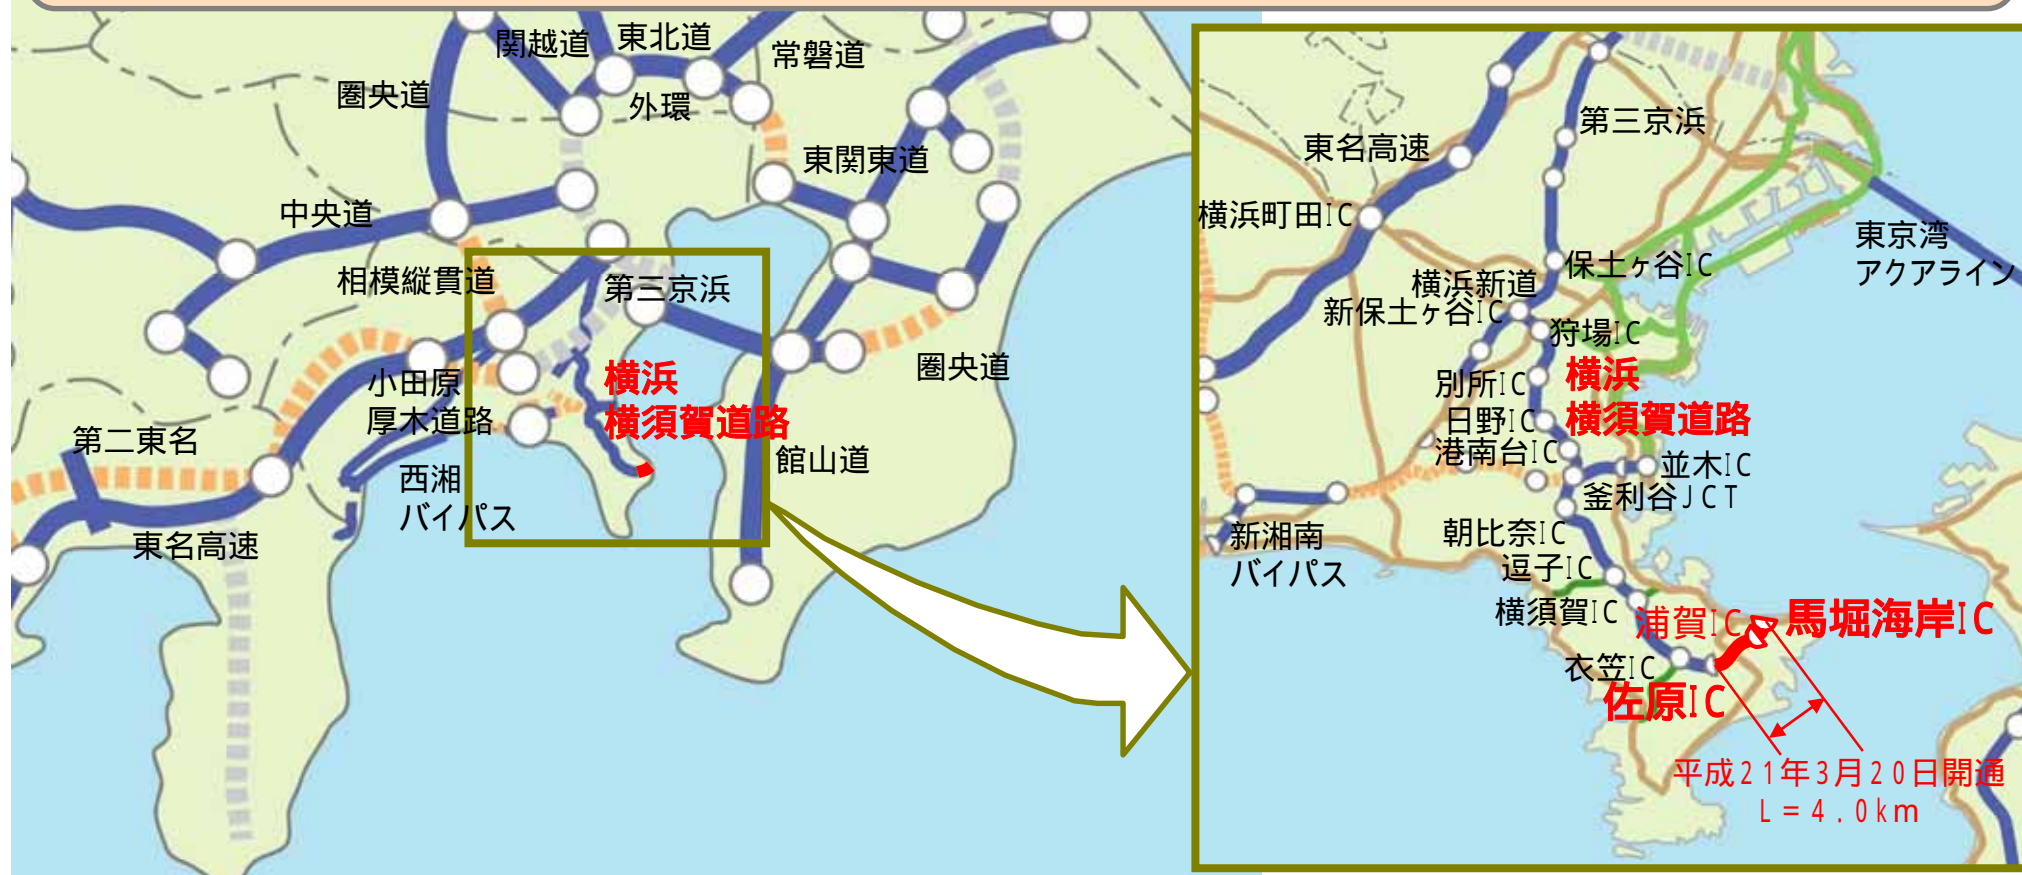 関越道
東北道
常磐道
圏央道
外環
東関東道
中央道
相模縦貫道
第三京浜
圏央道
小田原
厚木道路
横浜
横須賀道路
第二東名
西湘
バイパス
館山道
東名高速
第三京浜
東名高速
横浜町田IC
東京湾
アクアライン
保土ヶ谷IC
横浜新道
新保土ヶ谷IC
狩場IC
別所IC
横浜
横須賀道路
日野IC
港南台IC
並木IC
釜利谷JCT
新湘南
バイパス
朝比奈IC
逗子IC
横須賀IC
浦賀IC
馬堀海岸IC
衣笠IC
佐原IC
平成21年3月20日開通
L=4.0km